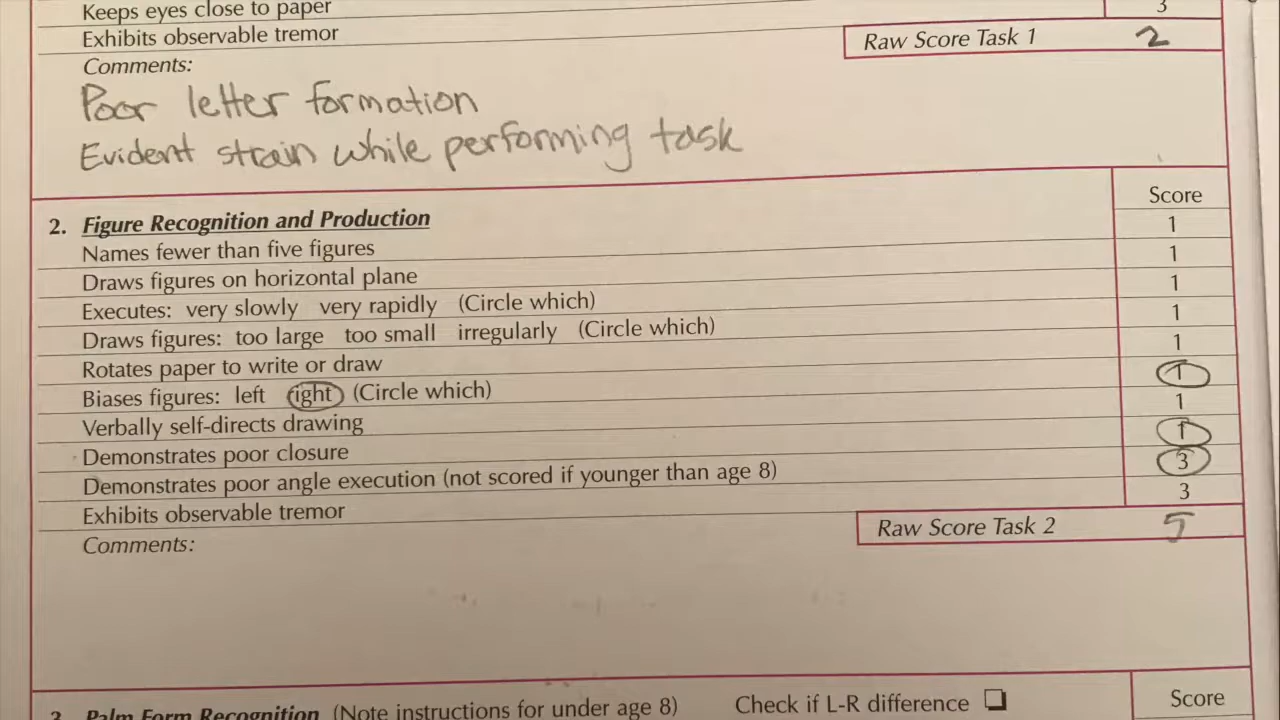 Keeps eyes close to paper 3
Exhibits observable tremor
Raw Score Task 1 2
Comments:
Poor letter formation
Evident strain while performing task
Score
2. Figure Recognition and Production
Names fewer than five figures 1
Draws figures on horizontal plane 1
Executes: very slowly very rapidly (Circle which) 1
Draws figures: too large too small irregularly (Circle which) 1
Rotates paper to write or draw 1
Biases figures: left right (Circle which) 1
Verbally self-directs drawing 1
Demonstrates poor closure 1
Demonstrates poor angle execution (not scored if younger than age 8) 3
Exhibits observable tremor 3
Raw Score Task 2 5
Comments:
3. Palm Form Recognition (Note instructions for under age 8) Check if L-R difference Score